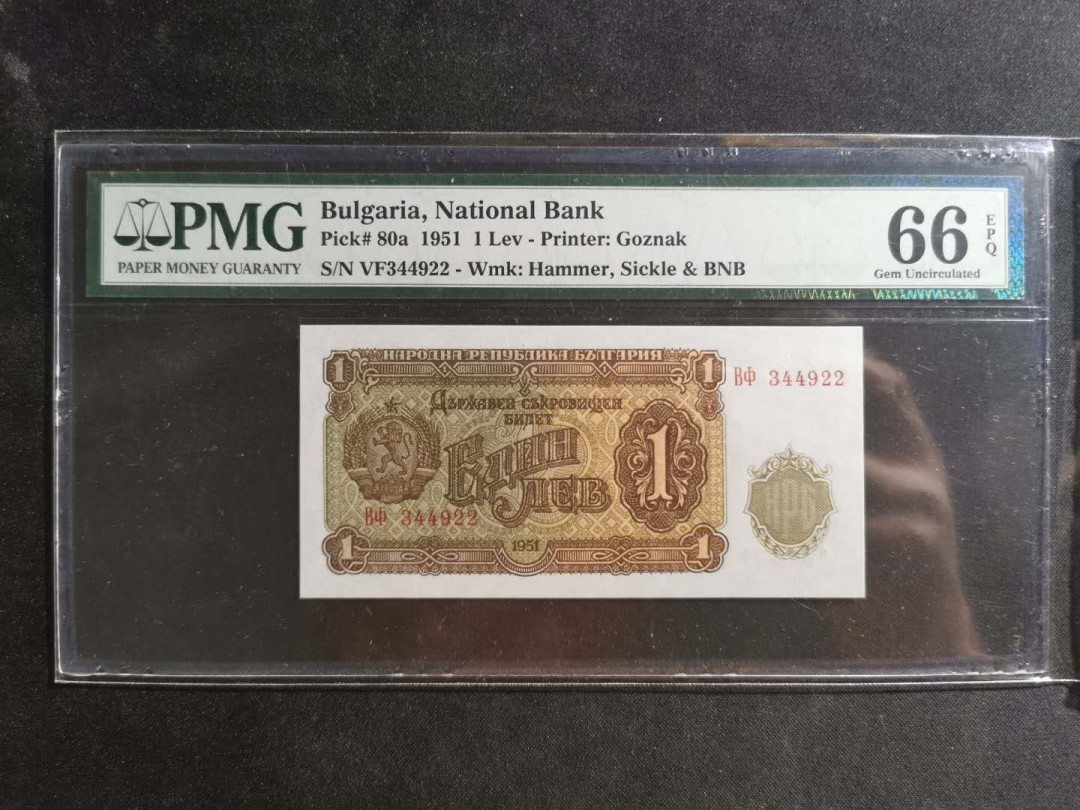 PMG
PAPER MONEY GUARANTY
Bulgaria, National Bank
Pick# 80a 1951 1 Lev - Printer: Goznak
S/N VF344922 - Wmk: Hammer, Sickle & BNB
66
EPQ
Gem Uncirculated
НАРОДНА РЕПУБЛИКА БЪЛГАРИЯ
1
1
ВФ 344922
ДЪРЖАВЕН СЪКРОВИЩЕН
БИЛЕТ
ЕДИН
ЛЕВ
1
НРБ
ВФ 344922
1
1951
1